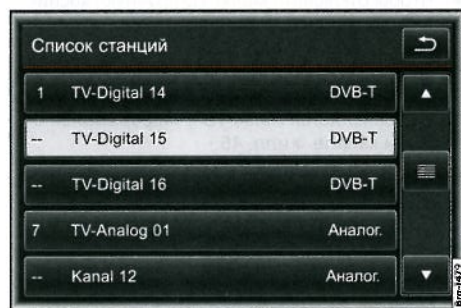 Список станций
1 TV-Digital 14 DVB-T
-- TV-Digital 15 DVB-T
-- TV-Digital 16 DVB-T
7 TV-Analog 01 Аналог.
-- Kanal 12 Аналог.